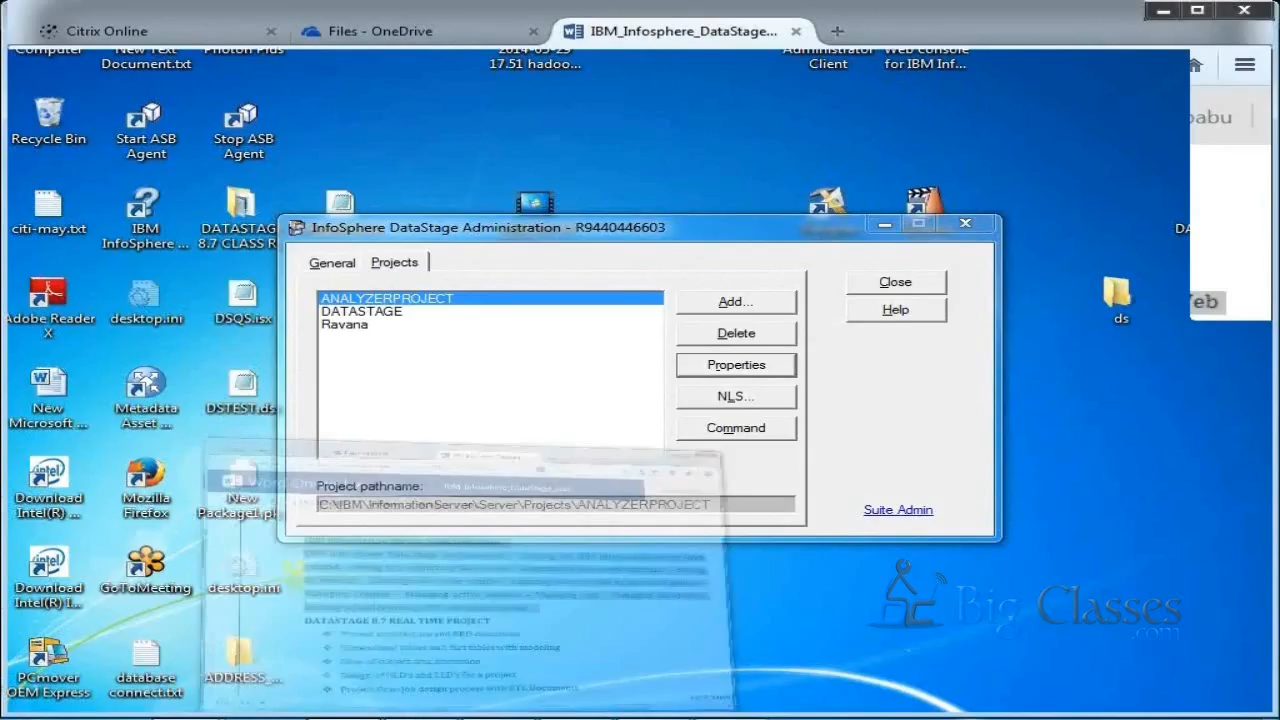 Citrix Online
Files - OneDrive
IBM_Infosphere_DataStage...
Computer
New Text
Document.txt
Photon Plus
2014-05-29
17.51 hadoo...
Administrator
Client
Web console
for IBM Inf...
babu
Recycle Bin
Start ASB
Agent
Stop ASB
Agent
citi-may.txt
IBM
InfoSphere ...
DATASTAGE
8.7 CLASS R
InfoSphere DataStage Administration - R9440446603
General
Projects
ANALYZERPROJECT
DATASTAGE
Ravana
Add...
Delete
Properties
NLS...
Command
Close
Help
Project pathname:
C:\IBM\InformationServer\Server\Projects\ANALYZERPROJECT
Suite Admin
DA
ds
Web
Adobe Reader
X
desktop.ini
DSQS.isx
New
Microsoft ...
Metadata
Asset ...
DSTEST.ds
Download
Intel(R) ...
Mozilla
Firefox
New
Package1.pl
Download
Intel(R) I...
GoToMeeting
desktop.ini
PCmover
OEM Express
database
connect.txt
ADDRESS_...
DATASTAGE 8.7 REAL TIME PROJECT
Big Classes
.com